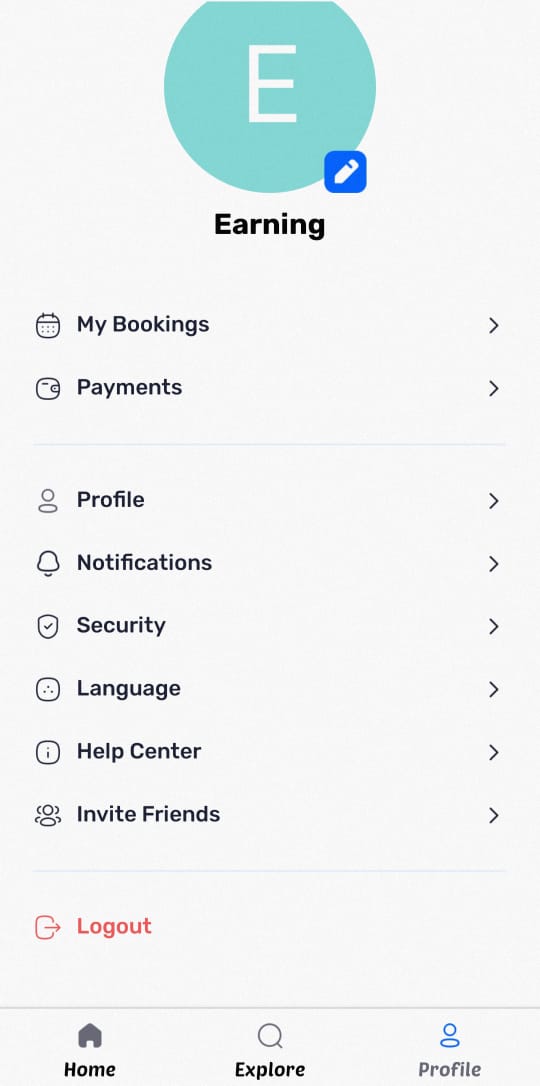 E
Earning
My Bookings
Payments
Profile
Notifications
Security
Language
Help Center
Invite Friends
Logout
Home
Explore
Profile